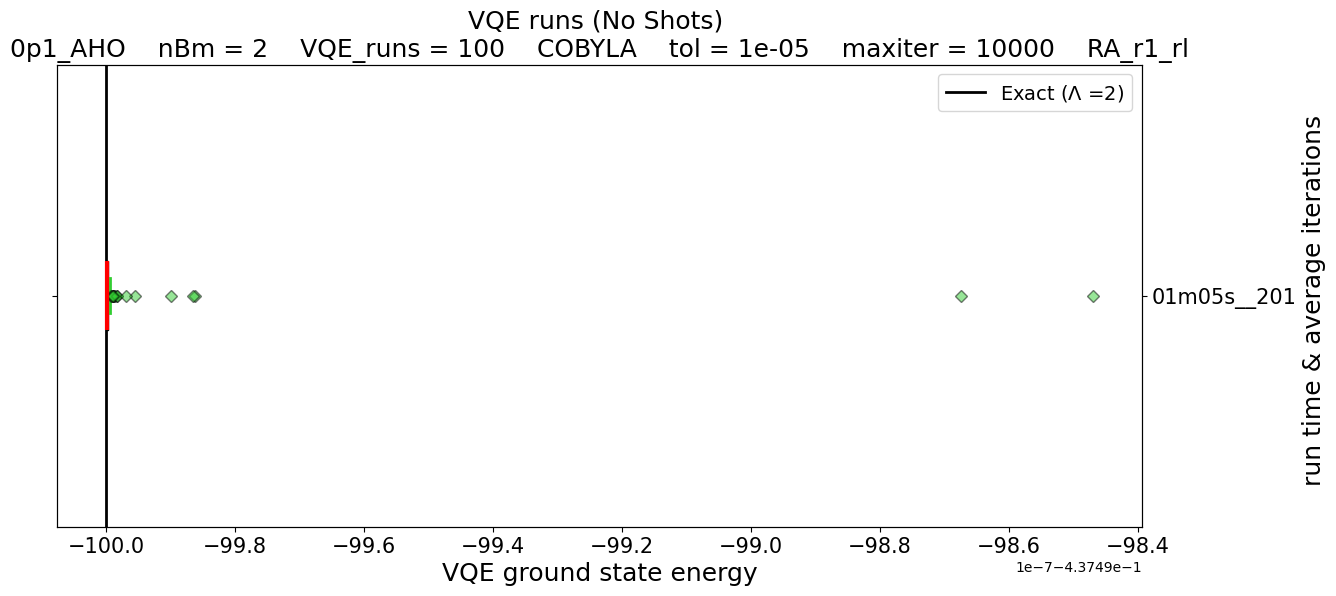 VQE runs (No Shots)
0p1_AHO nBm = 2 VQE_runs = 100 COBYLA tol = 1e-05 maxiter = 10000 RA_r1_rl
Exact (Λ =2)
01m05s__201
run time & average iterations
−100.0 −99.8 −99.6 −99.4 −99.2 −99.0 −98.8 −98.6 −98.4
1e−7−4.3749e−1
VQE ground state energy